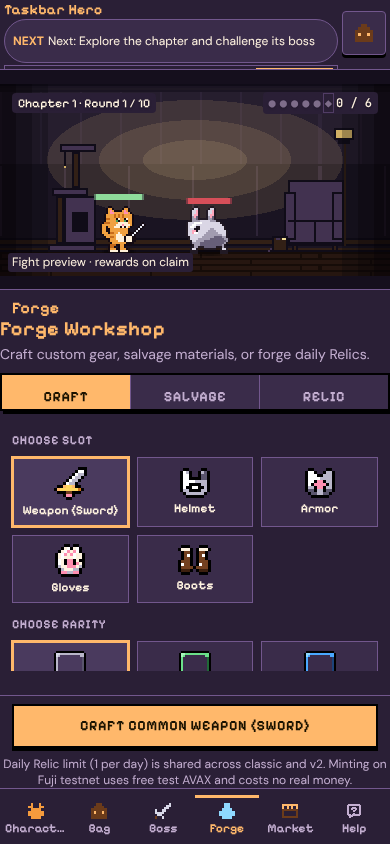 Taskbar Hero
NEXT Next: Explore the chapter and challenge its boss
Chapter 1 · Round 1 / 10
0 / 6
Fight preview · rewards on claim
Forge
Forge Workshop
Craft custom gear, salvage materials, or forge daily Relics.
CRAFT SALVAGE RELIC
CHOOSE SLOT
Weapon (Sword) Helmet Armor
Gloves Boots
CHOOSE RARITY
CRAFT COMMON WEAPON (SWORD)
Daily Relic limit (1 per day) is shared across classic and v2. Minting on
Fuji testnet uses free test AVAX and costs no real money.
Charact... Bag Boss Forge Market Help